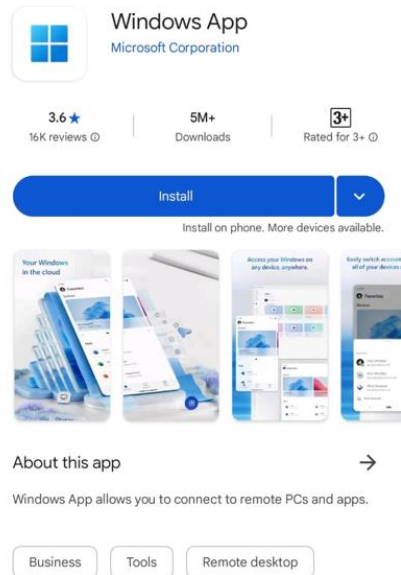 Windows App
Microsoft Corporation
3.6★
5M+
3+
16K reviews
Downloads
Rated for 3+
Install
Install on phone. More devices available.
Your Windows
in the cloud
Access your Windows on
any device, anywhere.
Easily switch
all of your devices
Favorites
About this app
Windows App allows you to connect to remote PCs and apps.
Business
Tools
Remote desktop